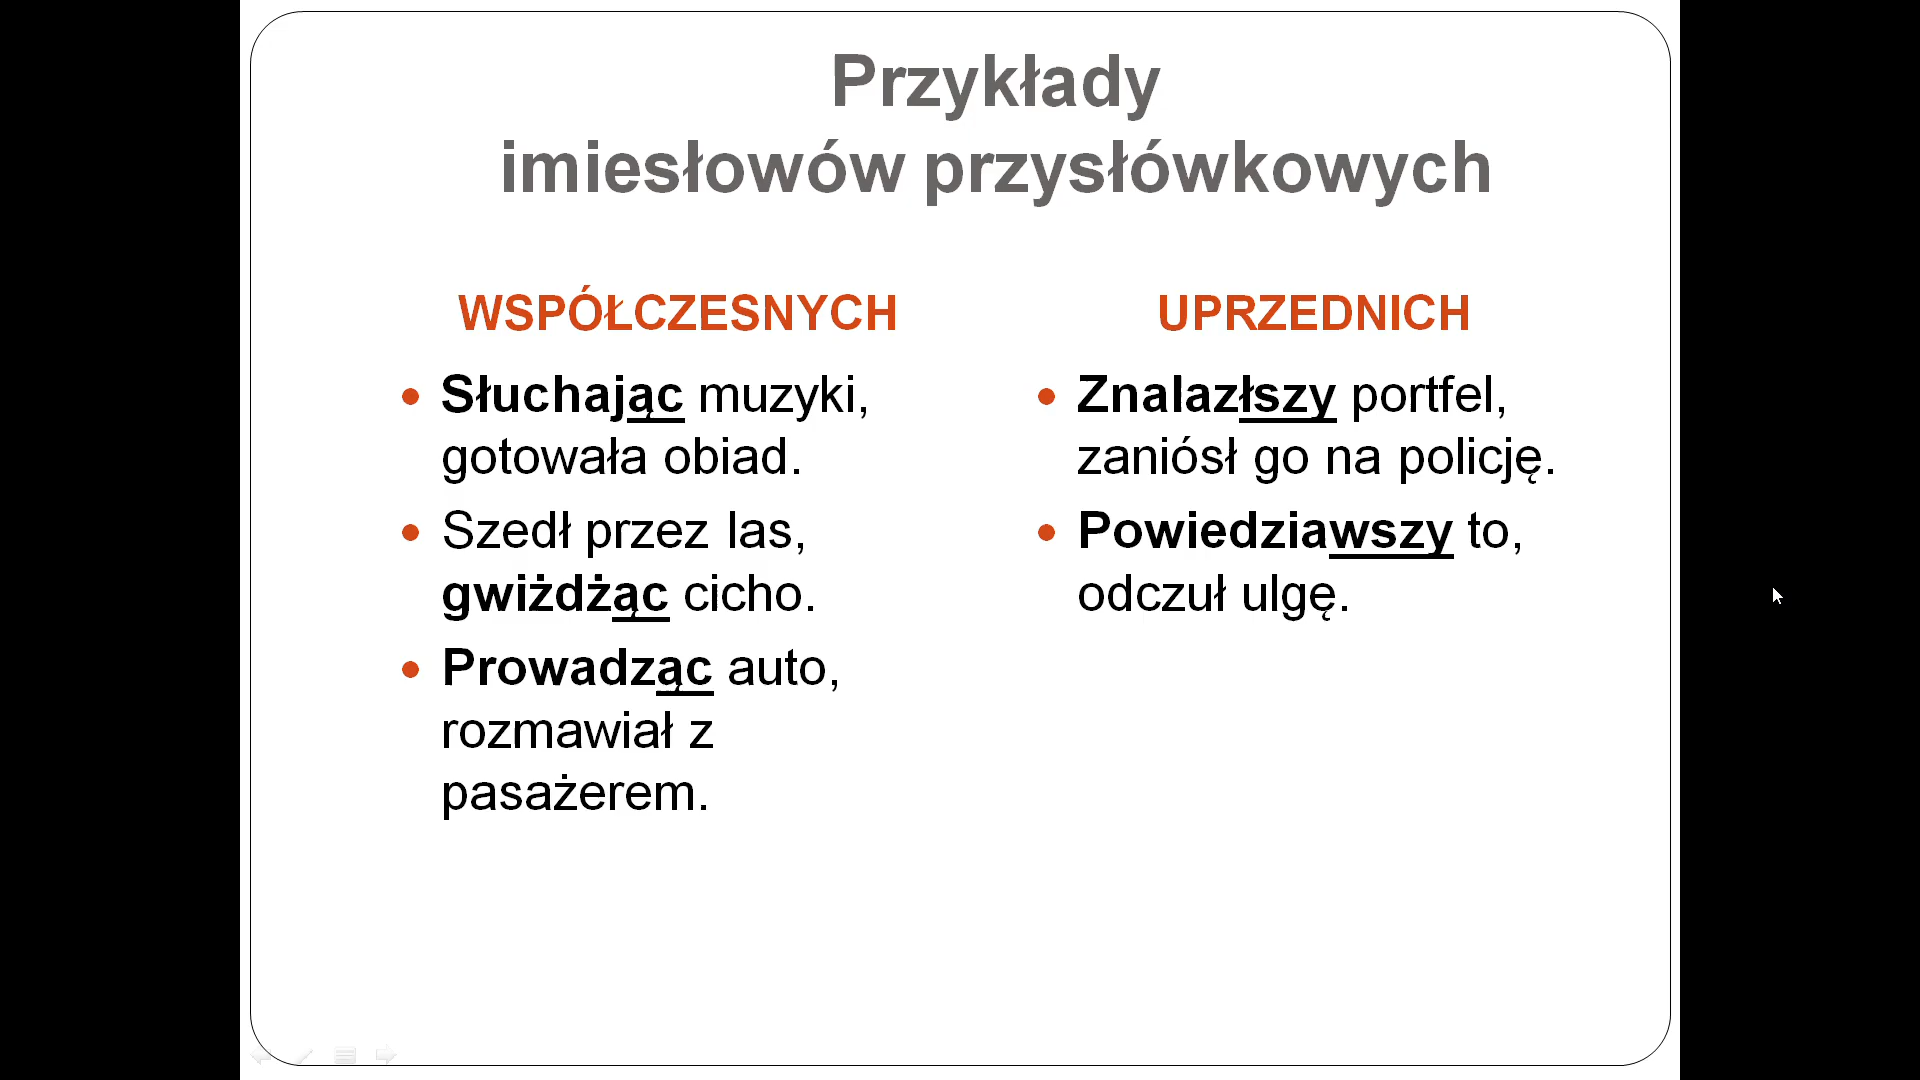 Przykłady
imiesłowów przysłówkowych
WSPÓŁCZESNYCH
Słuchając muzyki,
gotowała obiad.
Szedł przez las,
gwiżdżąc cicho.
Prowadząc auto,
rozmawiał z
pasażerem.
UPRZEDNICH
Znalazłszy portfel,
zaniósł go na policję.
Powiedziawszy to,
odczuł ulgę.